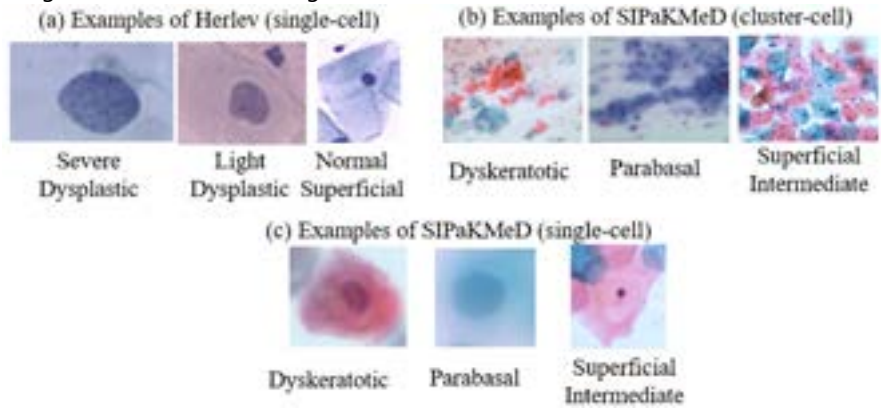 (a) Examples of Herlev (single-cell)
Severe
Dysplastic
Light
Dysplastic
Normal
Superficial
(b) Examples of SIPaKMeD (cluster-cell)
Dyskeratotic
Parabasal
Superficial
Intermediate
(c) Examples of SIPaKMeD (single-cell)
Dyskeratotic
Parabasal
Superficial
Intermediate